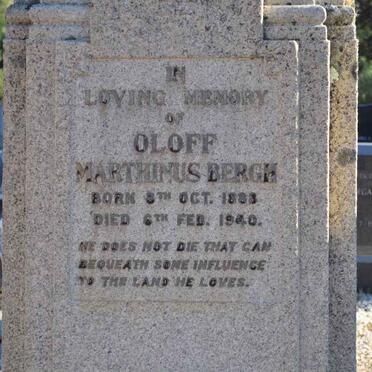 IN
LOVING MEMORY
OF
OLOFF
MARTHINUS BERGH
BORN 8TH OCT. 1883
DIED 6TH FEB. 1940.
HE DOES NOT DIE THAT CAN
BEQUEATH SOME INFLUENCE
TO THE LAND HE LOVES.